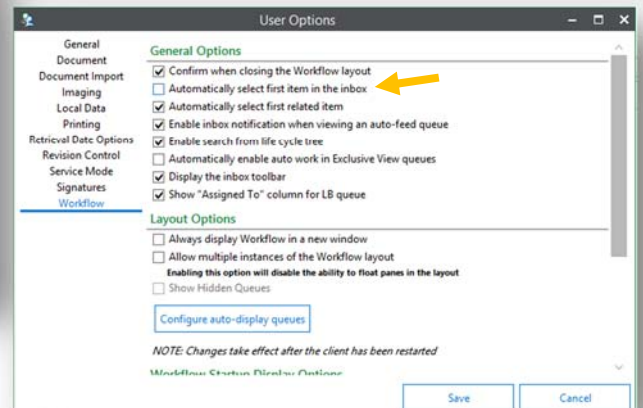 User Options
General
Document
Document Import
Imaging
Local Data
Printing
Retrieval Date Options
Revision Control
Service Mode
Signatures
Workflow
General Options
Confirm when closing the Workflow layout
Automatically select first item in the inbox
Automatically select first related item
Enable inbox notification when viewing an auto-feed queue
Enable search from life cycle tree
Automatically enable auto work in Exclusive View queues
Display the inbox toolbar
Show "Assigned To" column for LB queue
Layout Options
Always display Workflow in a new window
Allow multiple instances of the Workflow layout
Enabling this option will disable the ability to float panes in the layout
Show Hidden Queues
Configure auto-display queues
NOTE: Changes take effect after the client has been restarted
Workflow Startup Display Options
Save
Cancel